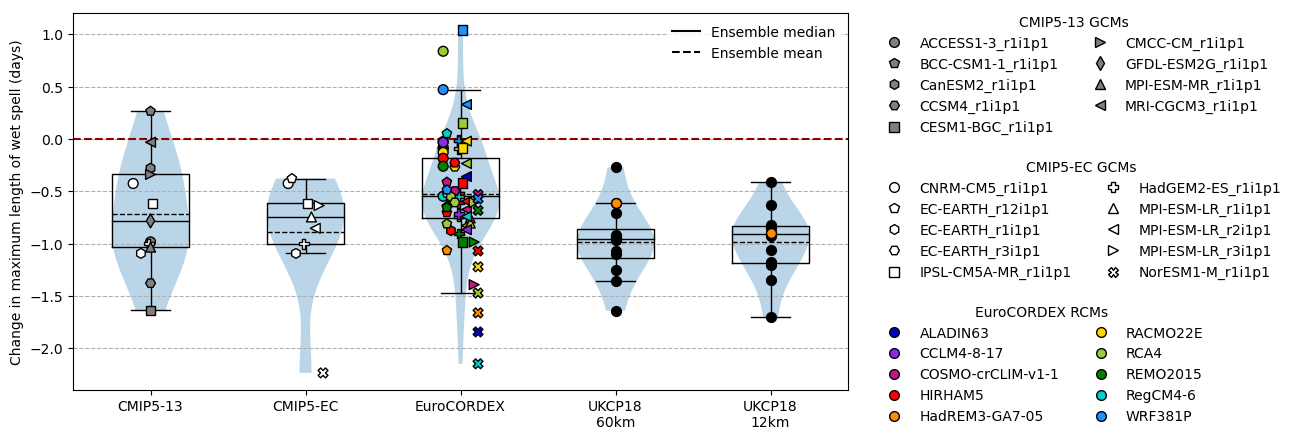 Change in maximum length of wet spell (days)
1.0
0.5
0.0
−0.5
−1.0
−1.5
−2.0
Ensemble median
Ensemble mean
CMIP5-13
CMIP5-EC
EuroCORDEX
UKCP18
60km
UKCP18
12km
CMIP5-13 GCMs
ACCESS1-3_r1i1p1
BCC-CSM1-1_r1i1p1
CanESM2_r1i1p1
CCSM4_r1i1p1
CESM1-BGC_r1i1p1
CMCC-CM_r1i1p1
GFDL-ESM2G_r1i1p1
MPI-ESM-MR_r1i1p1
MRI-CGCM3_r1i1p1
CMIP5-EC GCMs
CNRM-CM5_r1i1p1
EC-EARTH_r12i1p1
EC-EARTH_r1i1p1
EC-EARTH_r3i1p1
IPSL-CM5A-MR_r1i1p1
HadGEM2-ES_r1i1p1
MPI-ESM-LR_r1i1p1
MPI-ESM-LR_r2i1p1
MPI-ESM-LR_r3i1p1
NorESM1-M_r1i1p1
EuroCORDEX RCMs
ALADIN63
CCLM4-8-17
COSMO-crCLIM-v1-1
HIRHAM5
HadREM3-GA7-05
RACMO22E
RCA4
REMO2015
RegCM4-6
WRF381P